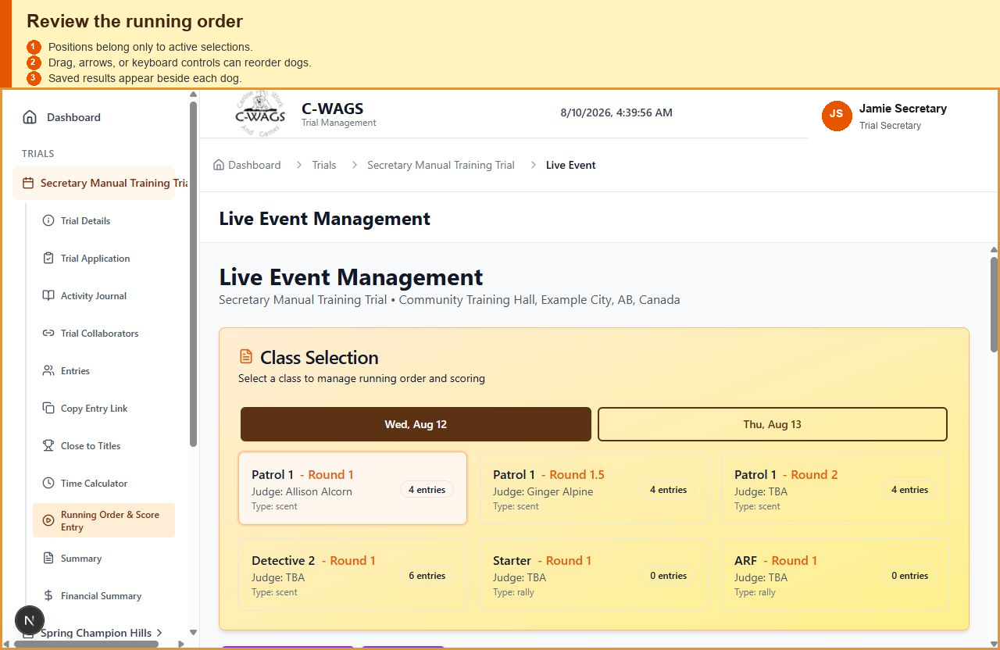 Review the running order
1 Positions belong only to active selections.
2 Drag, arrows, or keyboard controls can reorder dogs.
3 Saved results appear beside each dog.
Dashboard
TRIALS
Secretary Manual Training Tria
Trial Details
Trial Application
Activity Journal
Trial Collaborators
Entries
Copy Entry Link
Close to Titles
Time Calculator
Running Order & Score
Entry
Summary
Financial Summary
Spring Champion Hills
N
Canine Work
C-WAGS
And Games
C-WAGS
Trial Management
8/10/2026, 4:39:56 AM
JS
Jamie Secretary
Trial Secretary
Dashboard > Trials > Secretary Manual Training Trial > Live Event
Live Event Management
Live Event Management
Secretary Manual Training Trial • Community Training Hall, Example City, AB, Canada
Class Selection
Select a class to manage running order and scoring
Wed, Aug 12
Thu, Aug 13
Patrol 1 - Round 1
Judge: Allison Alcorn
Type: scent
4 entries
Patrol 1 - Round 1.5
Judge: Ginger Alpine
Type: scent
4 entries
Patrol 1 - Round 2
Judge: TBA
Type: scent
4 entries
Detective 2 - Round 1
Judge: TBA
Type: scent
6 entries
Starter - Round 1
Judge: TBA
Type: rally
0 entries
ARF - Round 1
Judge: TBA
Type: rally
0 entries